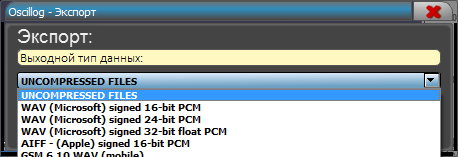 Oscillog - Экспорт
Экспорт:
Выходной тип данных:
UNCOMPRESSED FILES
UNCOMPRESSED FILES
WAV (Microsoft) signed 16-bit PCM
WAV (Microsoft) signed 24-bit PCM
WAV (Microsoft) signed 32-bit float PCM
AIFF - (Apple) signed 16-bit PCM
GSM 6.10 WAV (mobile)